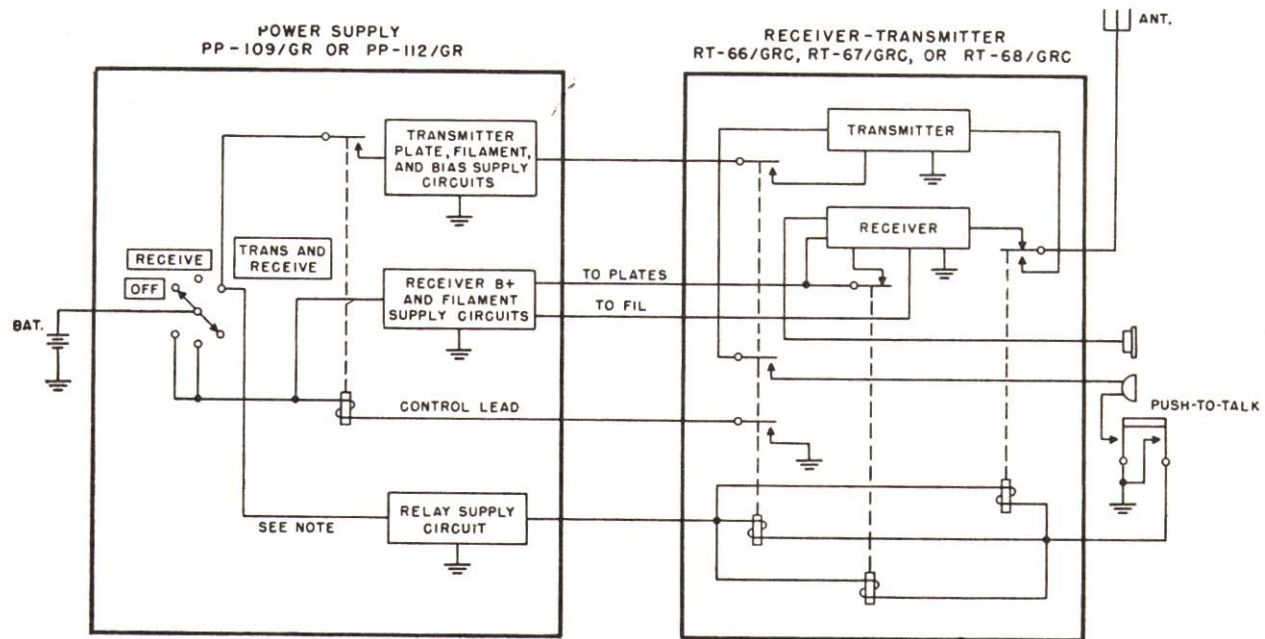 POWER SUPPLY
PP-109/GR OR PP-112/GR
RECEIVER-TRANSMITTER
RT-66/GRC, RT-67/GRC, OR RT-68/GRC
ANT.
TRANSMITTER
PLATE, FILAMENT,
AND BIAS SUPPLY
CIRCUITS
TRANSMITTER
RECEIVER
RECEIVE
TRANS AND
RECEIVE
OFF
BAT.
RECEIVER B+
AND FILAMENT
SUPPLY CIRCUITS
TO PLATES
TO FIL
CONTROL LEAD
PUSH-TO-TALK
SEE NOTE
RELAY SUPPLY
CIRCUIT